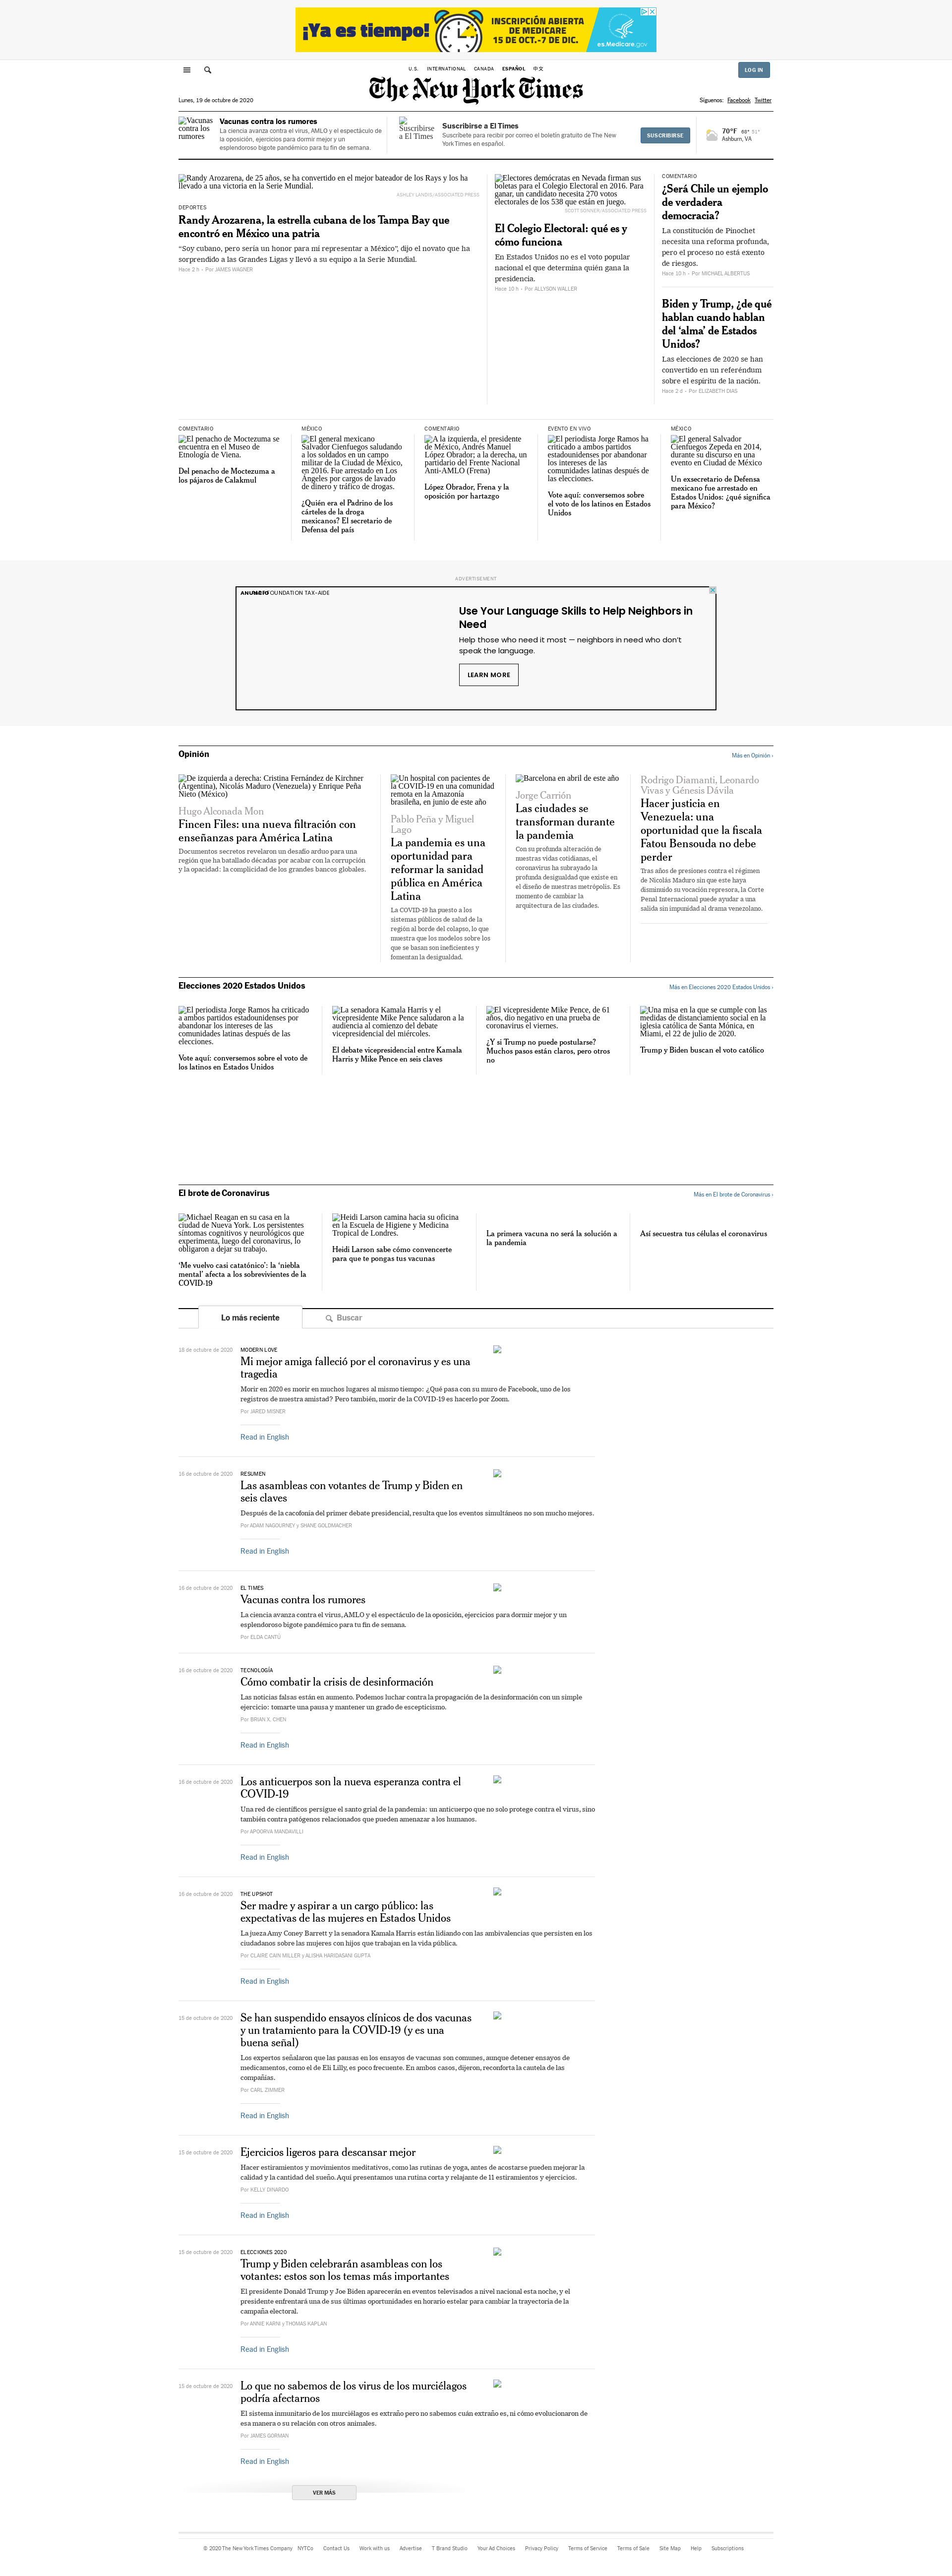 ¡Ya es tiempo!
INSCRIPCIÓN ABIERTA
DE MEDICARE
15 DE OCT.-7 DE DIC.
es.Medicare.gov
U.S.
INTERNATIONAL
CANADA
ESPAÑOL
中文
LOG IN
The New York Times
Lunes, 19 de octubre de 2020
Síguenos: Facebook Twitter
Vacunas contra los rumores
Vacunas contra los rumores
La ciencia avanza contra el virus, AMLO y el espectáculo de
la oposición, ejercicios para dormir mejor y un
esplendoroso bigote pandémico para tu fin de semana.
Suscribirse a El Times
Suscribirse a El Times
Suscríbete para recibir por correo el boletín gratuito de The New
York Times en español.
SUSCRIBIRSE
70°F
Ashburn, VA
Randy Arozarena, de 25 años, se ha convertido en el mejor bateador de los Rays y los ha
llevado a una victoria en la Serie Mundial.
ASHLEY LANDIS/ASSOCIATED PRESS
DEPORTES
Randy Arozarena, la estrella cubana de los Tampa Bay que
encontró en México una patria
“Soy cubano, pero sería un honor para mí representar a México”, dijo el novato que ha
sorprendido a las Grandes Ligas y llevó a su equipo a la Serie Mundial.
Hace 2 h - Por JAMES WAGNER
Electores demócratas en Nevada firman sus
boletas para el Colegio Electoral en 2016. Para
ganar, un candidato necesita 270 votos
electorales de los 538 que están en juego.
SCOTT SONNER/ASSOCIATED PRESS
El Colegio Electoral: qué es y
cómo funciona
En Estados Unidos no es el voto popular
nacional el que determina quién gana la
presidencia.
Hace 10 h - Por ALLYSON WALLER
COMENTARIO
¿Será Chile un ejemplo
de verdadera
democracia?
La constitución de Pinochet
necesita una reforma profunda,
pero el proceso no está exento
de riesgos.
Hace 10 h - Por MICHAEL ALBERTUS
Biden y Trump, ¿de qué
hablan cuando hablan
del ‘alma’ de Estados
Unidos?
Las elecciones de 2020 se han
convertido en un referéndum
sobre el espíritu de la nación.
Hace 2 d - Por ELIZABETH DIAS
COMENTARIO
El penacho de Moctezuma se
encuentra en el Museo de
Etnología de Viena.
Del penacho de Moctezuma a
los pájaros de Calakmul
MÉXICO
El general mexicano
Salvador Cienfuegos saludando
a los soldados en un campo
militar de la Ciudad de México,
en 2016. Fue arrestado en Los
Ángeles por cargos de lavado
de dinero y tráfico de drogas.
¿Quién era el Padrino de los
cárteles de la droga
mexicanos? El secretario de
Defensa del país
COMENTARIO
A la izquierda, el presidente
de México, Andrés Manuel
López Obrador; a la derecha, un
partidario del Frente Nacional
Anti-AMLO (Frena)
López Obrador, Frena y la
oposición por hartazgo
EVENTO EN VIVO
El periodista Jorge Ramos ha
criticado a ambos partidos
estadounidenses por abandonar
los intereses de las
comunidades latinas después de
las elecciones.
Vote aquí: conversemos sobre
el voto de los latinos en Estados
Unidos
MÉXICO
El general Salvador
Cienfuegos Zepeda en 2014,
durante su discurso en una
evento en Ciudad de México
Un exsecretario de Defensa
mexicano fue arrestado en
Estados Unidos: ¿qué significa
para México?
ADVERTISEMENT
ANUNCIO
FOUNDATION TAX-AIDE
Use Your Language Skills to Help Neighbors in
Need
Help those who need it most — neighbors in need who don’t
speak the language.
LEARN MORE
Opinión
Más en Opinión ›
De izquierda a derecha: Cristina Fernández de Kirchner
(Argentina), Nicolás Maduro (Venezuela) y Enrique Peña
Nieto (México)
Hugo Alconada Mon
Fincen Files: una nueva filtración con
enseñanzas para América Latina
Documentos secretos revelaron un desafío arduo para una
región que ha batallado décadas por acabar con la corrupción
y la opacidad: la complicidad de los grandes bancos globales.
Un hospital con pacientes de
la COVID-19 en una comunidad
remota en la Amazonía
brasileña, en junio de este año
Pablo Peña y Miguel
Lago
La pandemia es una
oportunidad para
reformar la sanidad
pública en América
Latina
La COVID-19 ha puesto a los
sistemas públicos de salud de la
región al borde del colapso, lo que
muestra que los modelos sobre los
que se basan son ineficientes y
fomentan la desigualdad.
Barcelona en abril de este año
Jorge Carrión
Las ciudades se
transforman durante
la pandemia
Con su profunda alteración de
nuestras vidas cotidianas, el
coronavirus ha subrayado la
profunda desigualdad que existe en
el diseño de nuestras metrópolis. Es
momento de cambiar la
arquitectura de las ciudades.
Rodrigo Diamanti, Leonardo
Vivas y Génesis Dávila
Hacer justicia en
Venezuela: una
oportunidad que la fiscala
Fatou Bensouda no debe
perder
Tras años de presiones contra el régimen
de Nicolás Maduro sin que este haya
disminuido su vocación represora, la Corte
Penal Internacional puede ayudar a una
salida sin impunidad al drama venezolano.
Elecciones 2020 Estados Unidos
Más en Elecciones 2020 Estados Unidos ›
El periodista Jorge Ramos ha criticado
a ambos partidos estadounidenses por
abandonar los intereses de las
comunidades latinas después de las
elecciones.
Vote aquí: conversemos sobre el voto de
los latinos en Estados Unidos
La senadora Kamala Harris y el
vicepresidente Mike Pence saludaron a la
audiencia al comienzo del debate
vicepresidencial del miércoles.
El debate vicepresidencial entre Kamala
Harris y Mike Pence en seis claves
El vicepresidente Mike Pence, de 61
años, dio negativo en una prueba de
coronavirus el viernes.
¿Y si Trump no puede postularse?
Muchos pasos están claros, pero otros
no
Una misa en la que se cumple con las
medidas de distanciamiento social en la
iglesia católica de Santa Mónica, en
Miami, el 22 de julio de 2020.
Trump y Biden buscan el voto católico
El brote de Coronavirus
Más en El brote de Coronavirus ›
Michael Reagan en su casa en la
ciudad de Nueva York. Los persistentes
síntomas cognitivos y neurológicos que
experimenta, luego del coronavirus, lo
obligaron a dejar su trabajo.
‘Me vuelvo casi catatónico’: la ‘niebla
mental’ afecta a los sobrevivientes de la
COVID-19
Heidi Larson camina hacia su oficina
en la Escuela de Higiene y Medicina
Tropical de Londres.
Heidi Larson sabe cómo convencerte
para que te pongas tus vacunas
La primera vacuna no será la solución a
la pandemia
Así secuestra tus células el coronavirus
Lo más reciente
Buscar
18 de octubre de 2020
MODERN LOVE
Mi mejor amiga falleció por el coronavirus y es una
tragedia
Morir en 2020 es morir en muchos lugares al mismo tiempo: ¿Qué pasa con su muro de Facebook, uno de los
registros de nuestra amistad? Pero también, morir de la COVID-19 es hacerlo por Zoom.
Por JARED MISNER
Read in English
16 de octubre de 2020
RESUMEN
Las asambleas con votantes de Trump y Biden en
seis claves
Después de la cacofonía del primer debate presidencial, resulta que los eventos simultáneos no son mucho mejores.
Por ADAM NAGOURNEY y SHANE GOLDMACHER
Read in English
16 de octubre de 2020
EL TIMES
Vacunas contra los rumores
La ciencia avanza contra el virus, AMLO y el espectáculo de la oposición, ejercicios para dormir mejor y un
esplendoroso bigote pandémico para tu fin de semana.
Por ELDA CANTÚ
16 de octubre de 2020
TECNOLOGÍA
Cómo combatir la crisis de desinformación
Las noticias falsas están en aumento. Podemos luchar contra la propagación de la desinformación con un simple
ejercicio: tomarte una pausa y mantener un grado de escepticismo.
Por BRIAN X. CHEN
Read in English
16 de octubre de 2020
Los anticuerpos son la nueva esperanza contra el
COVID-19
Una red de científicos persigue el santo grial de la pandemia: un anticuerpo que no solo protege contra el virus, sino
también contra patógenos relacionados que pueden amenazar a los humanos.
Por APOORVA MANDAVILLI
Read in English
16 de octubre de 2020
THE UPSHOT
Ser madre y aspirar a un cargo público: las
expectativas de las mujeres en Estados Unidos
La jueza Amy Coney Barrett y la senadora Kamala Harris están lidiando con las ambivalencias que persisten en los
ciudadanos sobre las mujeres con hijos que trabajan en la vida pública.
Por CLAIRE CAIN MILLER y ALISHA HARIDASANI GUPTA
Read in English
15 de octubre de 2020
Se han suspendido ensayos clínicos de dos vacunas
y un tratamiento para la COVID-19 (y es una
buena señal)
Los expertos señalaron que las pausas en los ensayos de vacunas son comunes, aunque detener ensayos de
medicamentos, como el de Eli Lilly, es poco frecuente. En ambos casos, dijeron, reconforta la cautela de las
compañías.
Por CARL ZIMMER
Read in English
15 de octubre de 2020
Ejercicios ligeros para descansar mejor
Hacer estiramientos y movimientos meditativos, como las rutinas de yoga, antes de acostarse pueden mejorar la
calidad y la cantidad del sueño. Aquí presentamos una rutina corta y relajante de 11 estiramientos y ejercicios.
Por KELLY DINARDO
Read in English
15 de octubre de 2020
ELECCIONES 2020
Trump y Biden celebrarán asambleas con los
votantes: estos son los temas más importantes
El presidente Donald Trump y Joe Biden aparecerán en eventos televisados a nivel nacional esta noche, y el
presidente enfrentará una de sus últimas oportunidades en horario estelar para cambiar la trayectoria de la
campaña electoral.
Por ANNIE KARNI y THOMAS KAPLAN
Read in English
15 de octubre de 2020
Lo que no sabemos de los virus de los murciélagos
podría afectarnos
El sistema inmunitario de los murciélagos es extraño pero no sabemos cuán extraño es, ni cómo evolucionaron de
esa manera o su relación con otros animales.
Por JAMES GORMAN
Read in English
VER MÁS
© 2020 The New York Times Company NYTCo Contact Us Work with us Advertise T Brand Studio Your Ad Choices Privacy Policy Terms of Service Terms of Sale Site Map Help Subscriptions